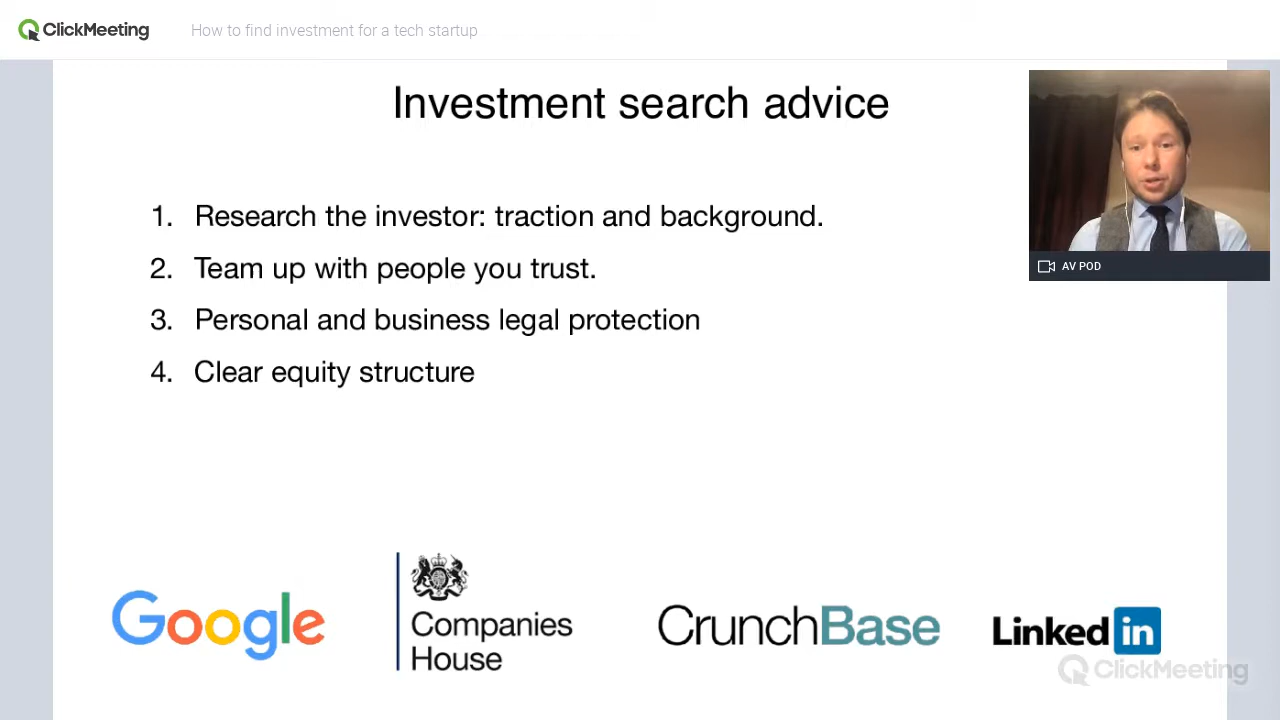 ClickMeeting
How to find investment for a tech startup
Investment search advice
1. Research the investor: traction and background.
2. Team up with people you trust.
3. Personal and business legal protection
4. Clear equity structure
AV POD
Google
Companies
House
CrunchBase
Linked in
ClickMeeting